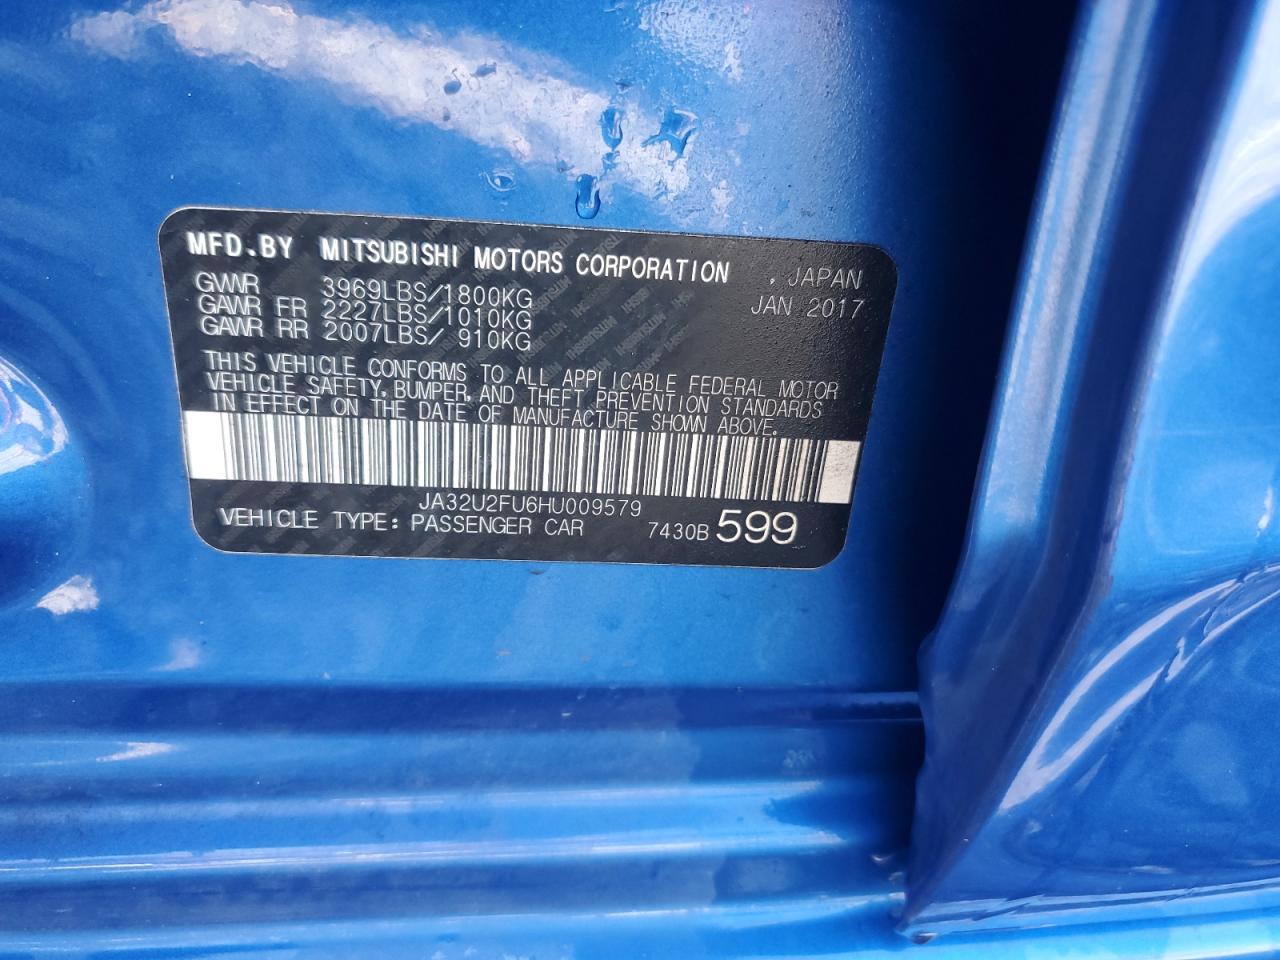 MFD.BY MITSUBISHI MOTORS CORPORATION , JAPAN
GVWR 3969LBS/1800KG JAN 2017
GAWR FR 2227LBS/1010KG
GAWR RR 2007LBS/ 910KG
THIS VEHICLE CONFORMS TO ALL APPLICABLE FEDERAL MOTOR
VEHICLE SAFETY, BUMPER, AND THEFT PREVENTION STANDARDS
IN EFFECT ON THE DATE OF MANUFACTURE SHOWN ABOVE.
JA32U2FU6HU009579
VEHICLE TYPE: PASSENGER CAR 7430B 599